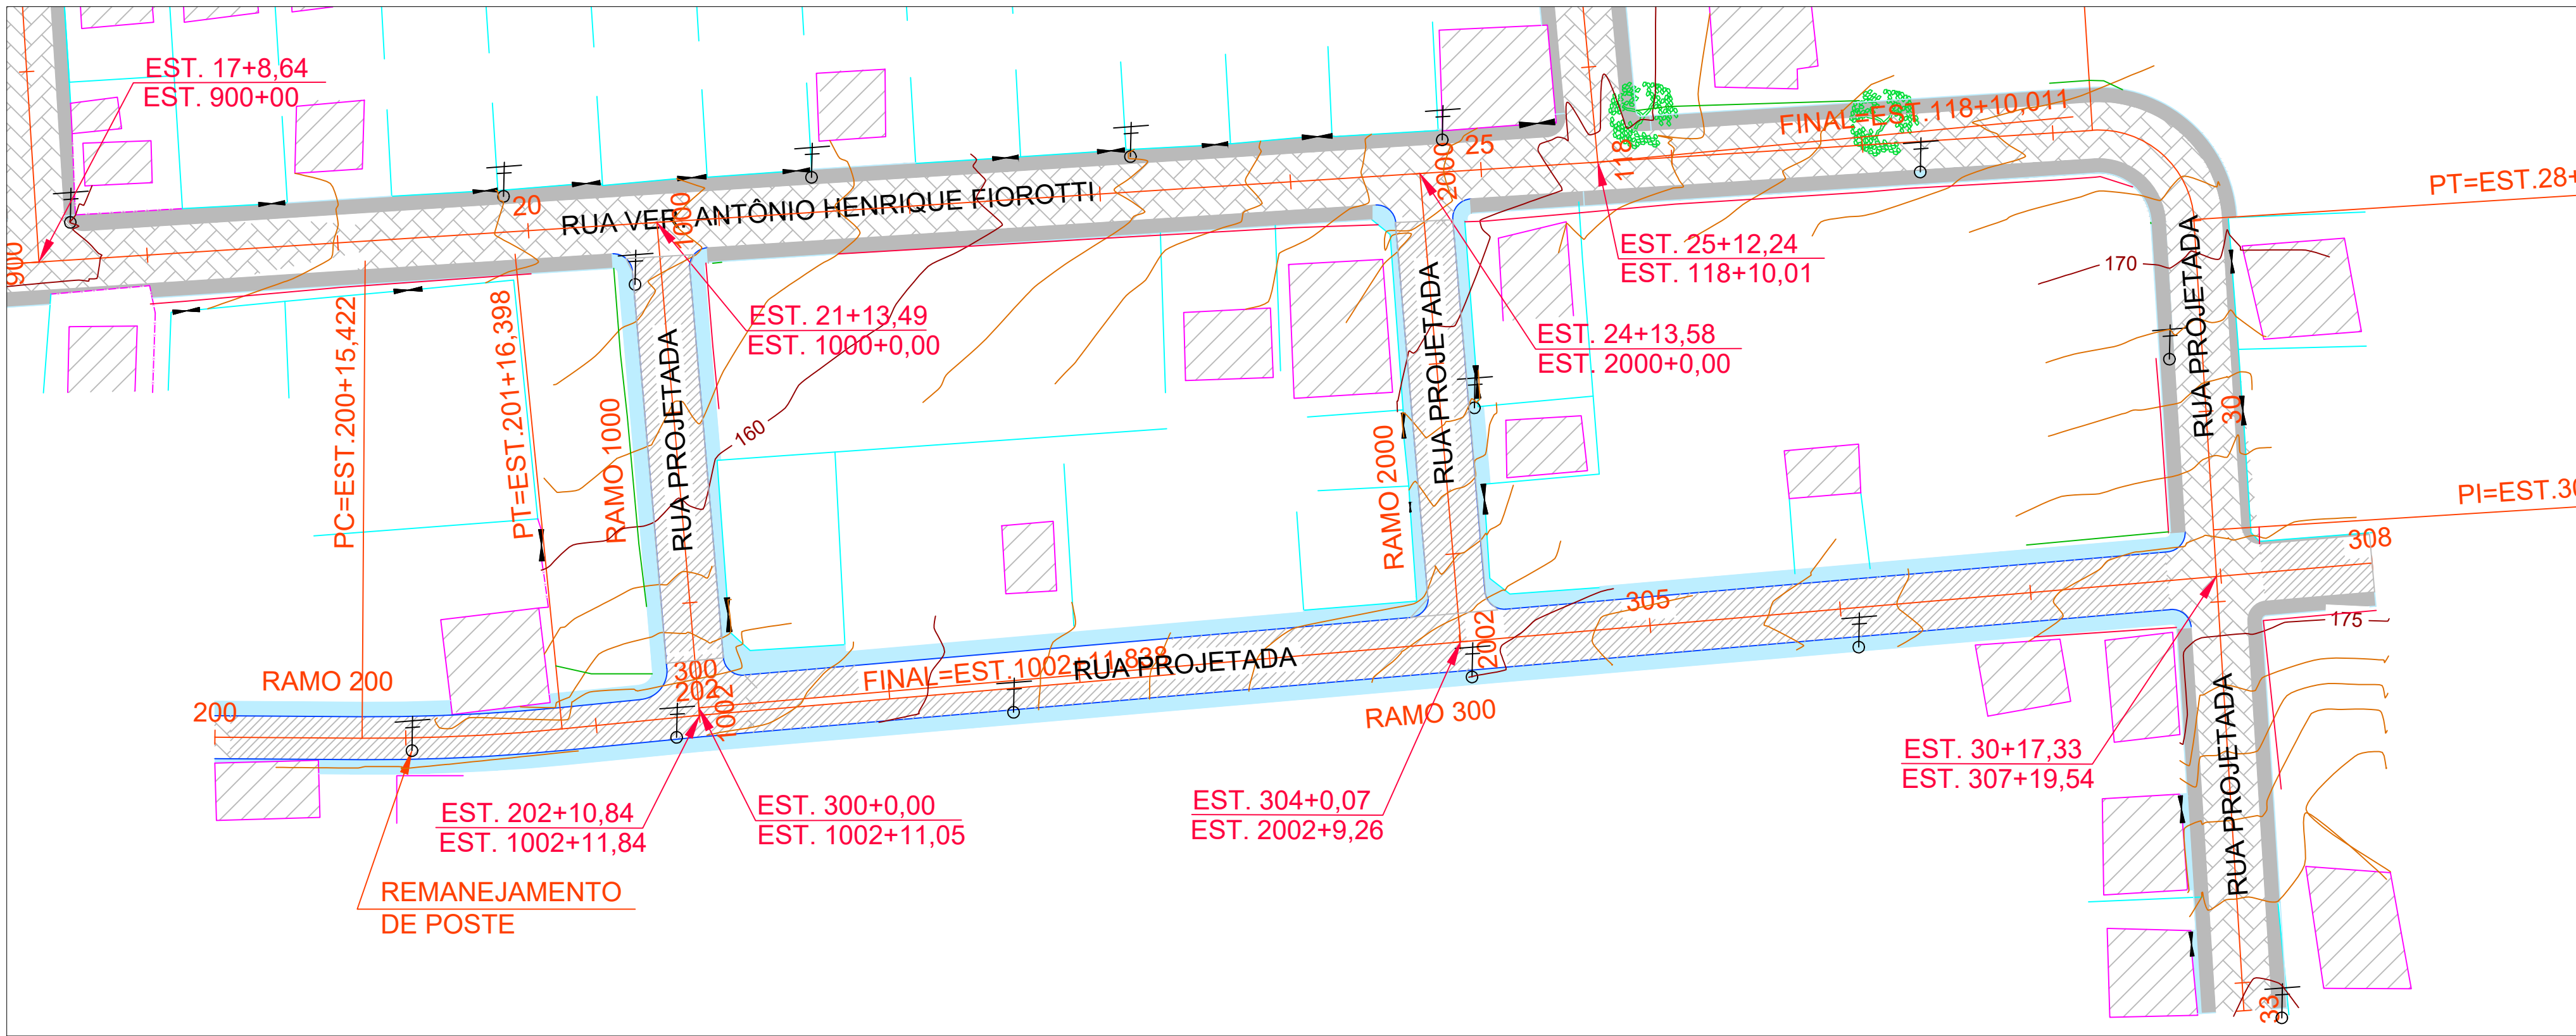 EST. 17+8,64
EST. 900+00
900
20
RUA VER. ANTÔNIO HENRIQUE FIOROTTI
1000
2000
25
118
FINAL=EST.118+10,011
PT=EST.28+
EST. 25+12,24
EST. 118+10,01
170
RUA PROJETADA
30
PI=EST.30
308
175
EST. 21+13,49
EST. 1000+0,00
EST. 24+13,58
EST. 2000+0,00
PC=EST.200+15,422
PT=EST.201+16,398
RAMO 1000
RUA PROJETADA
160
RAMO 2000
RUA PROJETADA
305
2002
RAMO 200
200
300
202
1002
FINAL=EST.1002+11,838
RUA PROJETADA
RAMO 300
EST. 202+10,84
EST. 1002+11,84
EST. 300+0,00
EST. 1002+11,05
EST. 304+0,07
EST. 2002+9,26
EST. 30+17,33
EST. 307+19,54
RUA PROJETADA
33
REMANEJAMENTO
DE POSTE